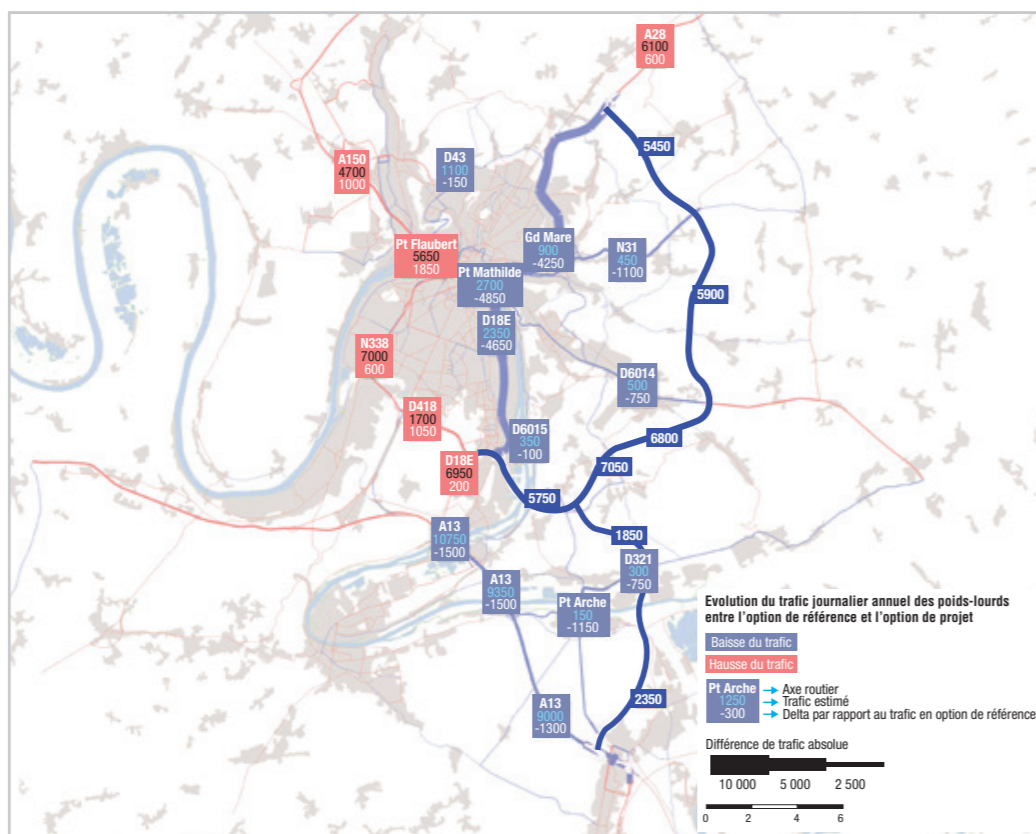 A28
6100
600
5450
A150
4700
1000
D43
1100
-150
Pt Flaubert
5650
1850
Gd Mare
900
-4250
N31
450
-1100
Pt Mathilde
2700
-4850
5900
D18E
2350
-4650
N338
7000
600
D6014
500
-750
D418
1700
1050
D6015
350
-100
6800
D18E
6950
200
7050
5750
A13
10750
-1500
1850
D321
300
-750
A13
9350
-1500
Pt Arche
150
-1150
2350
A13
9000
-1300
Evolution du trafic journalier annuel des poids-lourds
entre l'option de référence et l'option de projet
Baisse du trafic
Hausse du trafic
Pt Arche Axe routier
1250 Trafic estimé
-300 Delta par rapport au trafic en option de référence
Différence de trafic absolue
10 000 5 000 2 500
0 2 4 6